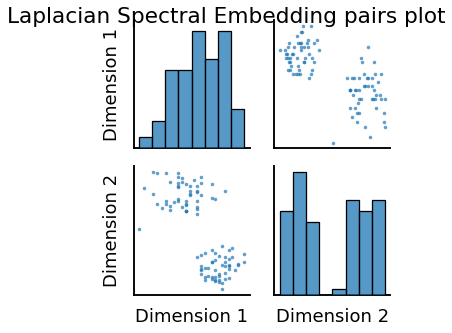 Laplacian Spectral Embedding pairs plot
Dimension 1
Dimension 2
Dimension 1
Dimension 2